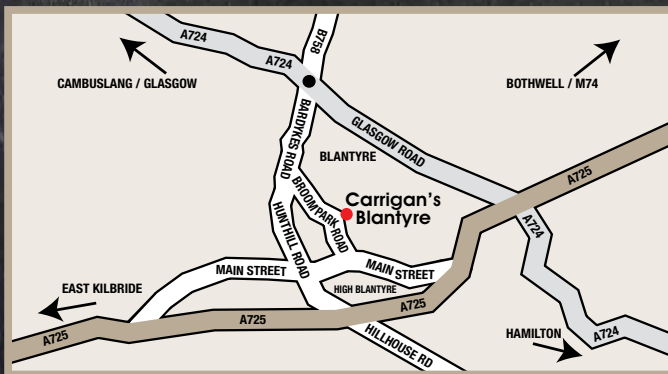 A724
B758
A724
CAMBUSLANG / GLASGOW
BOTHWELL / M74
BARDYKES ROAD
GLASGOW ROAD
BLANTYRE
A725
BROOMPARK ROAD
Carrigan's
Blantyre
HUNTHILL ROAD
A724
MAIN STREET
MAIN STREET
EAST KILBRIDE
HIGH BLANTYRE
A725
A725
A725
HILLHOUSE RD
HAMILTON
A724